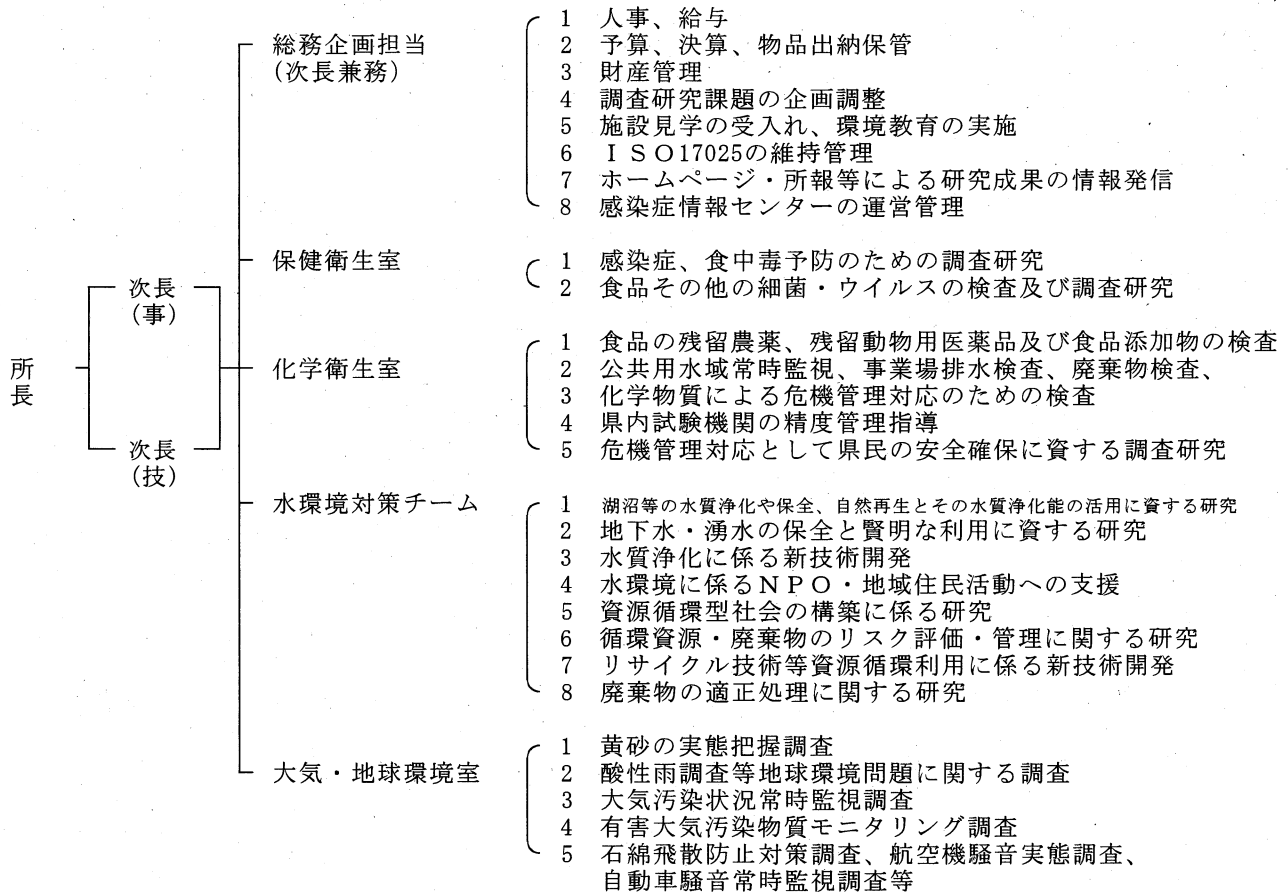 所長
次長
(事)
次長
(技)
総務企画担当
(次長兼務)
1 人事、給与
2 予算、決算、物品出納保管
3 財産管理
4 調査研究課題の企画調整
5 施設見学の受入れ、環境教育の実施
6 ＩＳＯ17025の維持管理
7 ホームページ・所報等による研究成果の情報発信
8 感染症情報センターの運営管理
保健衛生室
1 感染症、食中毒予防のための調査研究
2 食品その他の細菌・ウイルスの検査及び調査研究
化学衛生室
1 食品の残留農薬、残留動物用医薬品及び食品添加物の検査
2 公共用水域常時監視、事業場排水検査、廃棄物検査、
3 化学物質による危機管理対応のための検査
4 県内試験機関の精度管理指導
5 危機管理対応として県民の安全確保に資する調査研究
水環境対策チーム
1 湖沼等の水質浄化や保全、自然再生とその水質浄化能の活用に資する研究
2 地下水・湧水の保全と賢明な利用に資する研究
3 水質浄化に係る新技術開発
4 水環境に係るＮＰＯ・地域住民活動への支援
5 資源循環型社会の構築に係る研究
6 循環資源・廃棄物のリスク評価・管理に関する研究
7 リサイクル技術等資源循環利用に係る新技術開発
8 廃棄物の適正処理に関する研究
大気・地球環境室
1 黄砂の実態把握調査
2 酸性雨調査等地球環境問題に関する調査
3 大気汚染状況常時監視調査
4 有害大気汚染物質モニタリング調査
5 石綿飛散防止対策調査、航空機騒音実態調査、
自動車騒音常時監視調査等